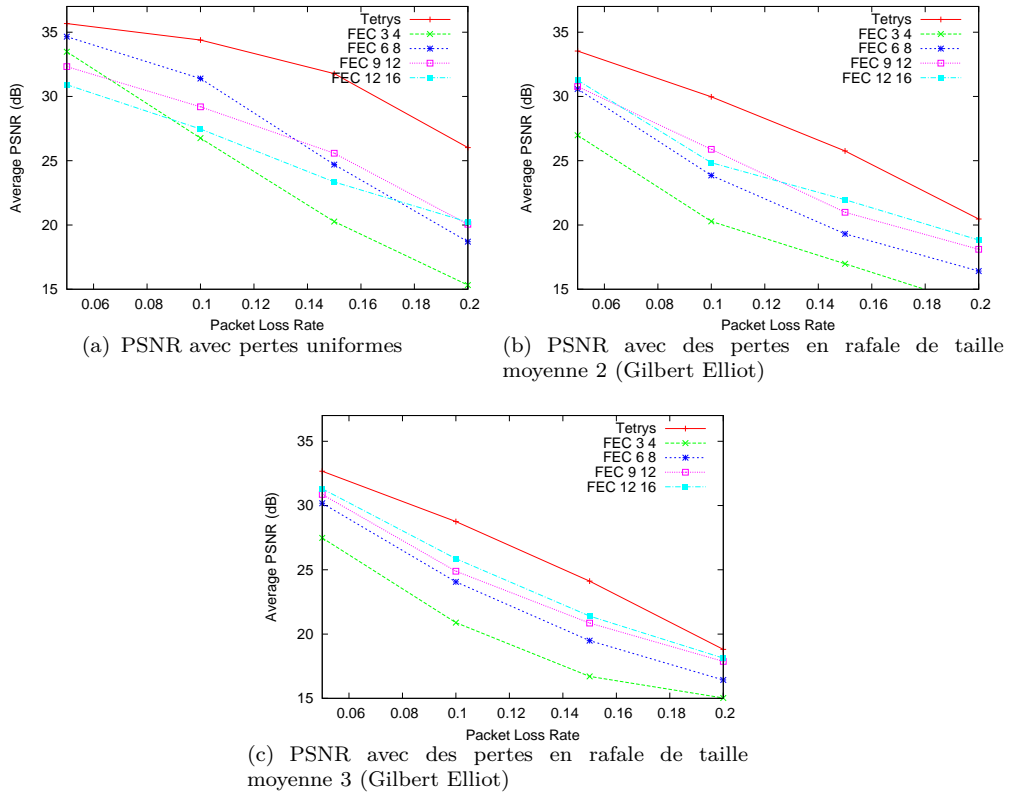 35
30
25
20
15
0.06
0.08
0.1
0.12
0.14
0.16
0.18
0.2
Average PSNR (dB)
Packet Loss Rate
Tetrys
FEC 3 4
FEC 6 8
FEC 9 12
FEC 12 16
(a) PSNR avec pertes uniformes
35
30
25
20
15
0.06
0.08
0.1
0.12
0.14
0.16
0.18
0.2
Average PSNR (dB)
Packet Loss Rate
Tetrys
FEC 3 4
FEC 6 8
FEC 9 12
FEC 12 16
(b) PSNR avec des pertes en rafale de taille
moyenne 2 (Gilbert Elliot)
35
30
25
20
15
0.06
0.08
0.1
0.12
0.14
0.16
0.18
0.2
Average PSNR (dB)
Packet Loss Rate
Tetrys
FEC 3 4
FEC 6 8
FEC 9 12
FEC 12 16
(c) PSNR avec des pertes en rafale de taille
moyenne 3 (Gilbert Elliot)